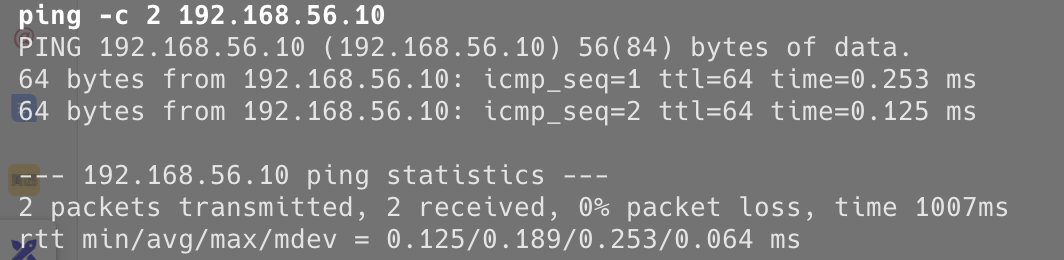 ping -c 2 192.168.56.10
PING 192.168.56.10 (192.168.56.10) 56(84) bytes of data.
64 bytes from 192.168.56.10: icmp_seq=1 ttl=64 time=0.253 ms
64 bytes from 192.168.56.10: icmp_seq=2 ttl=64 time=0.125 ms
--- 192.168.56.10 ping statistics ---
2 packets transmitted, 2 received, 0% packet loss, time 1007ms
rtt min/avg/max/mdev = 0.125/0.189/0.253/0.064 ms